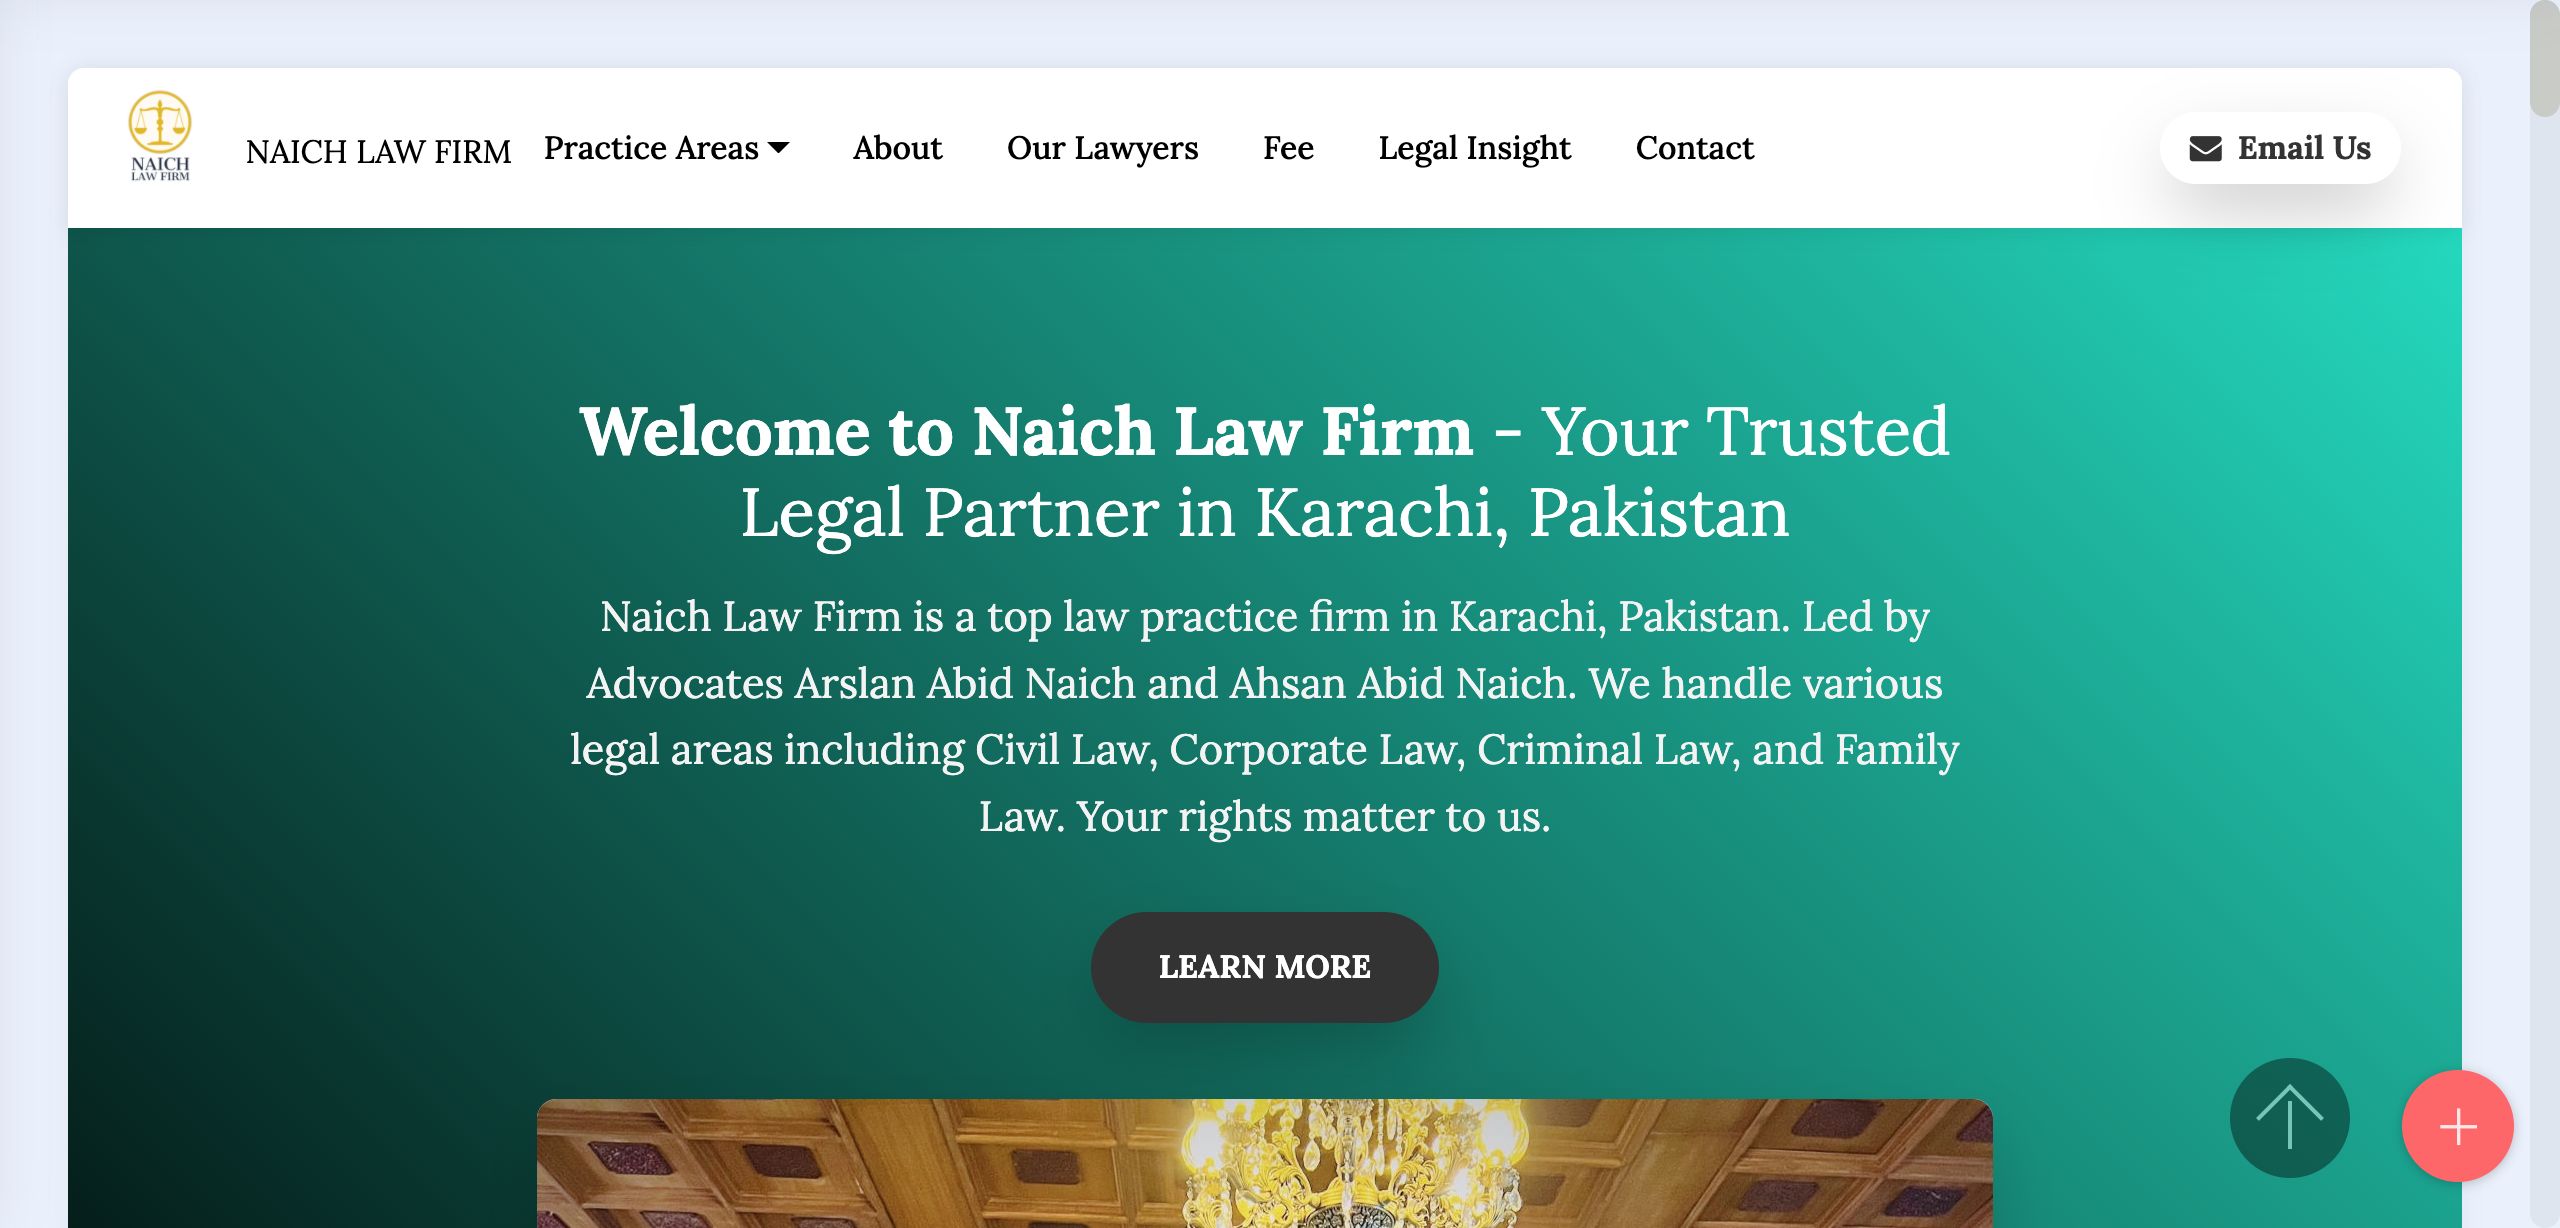 NAICH
LAW FIRM
NAICH LAW FIRM
Practice Areas
About
Our Lawyers
Fee
Legal Insight
Contact
Email Us
Welcome to Naich Law Firm - Your Trusted
Legal Partner in Karachi, Pakistan
Naich Law Firm is a top law practice firm in Karachi, Pakistan. Led by
Advocates Arslan Abid Naich and Ahsan Abid Naich. We handle various
legal areas including Civil Law, Corporate Law, Criminal Law, and Family
Law. Your rights matter to us.
LEARN MORE